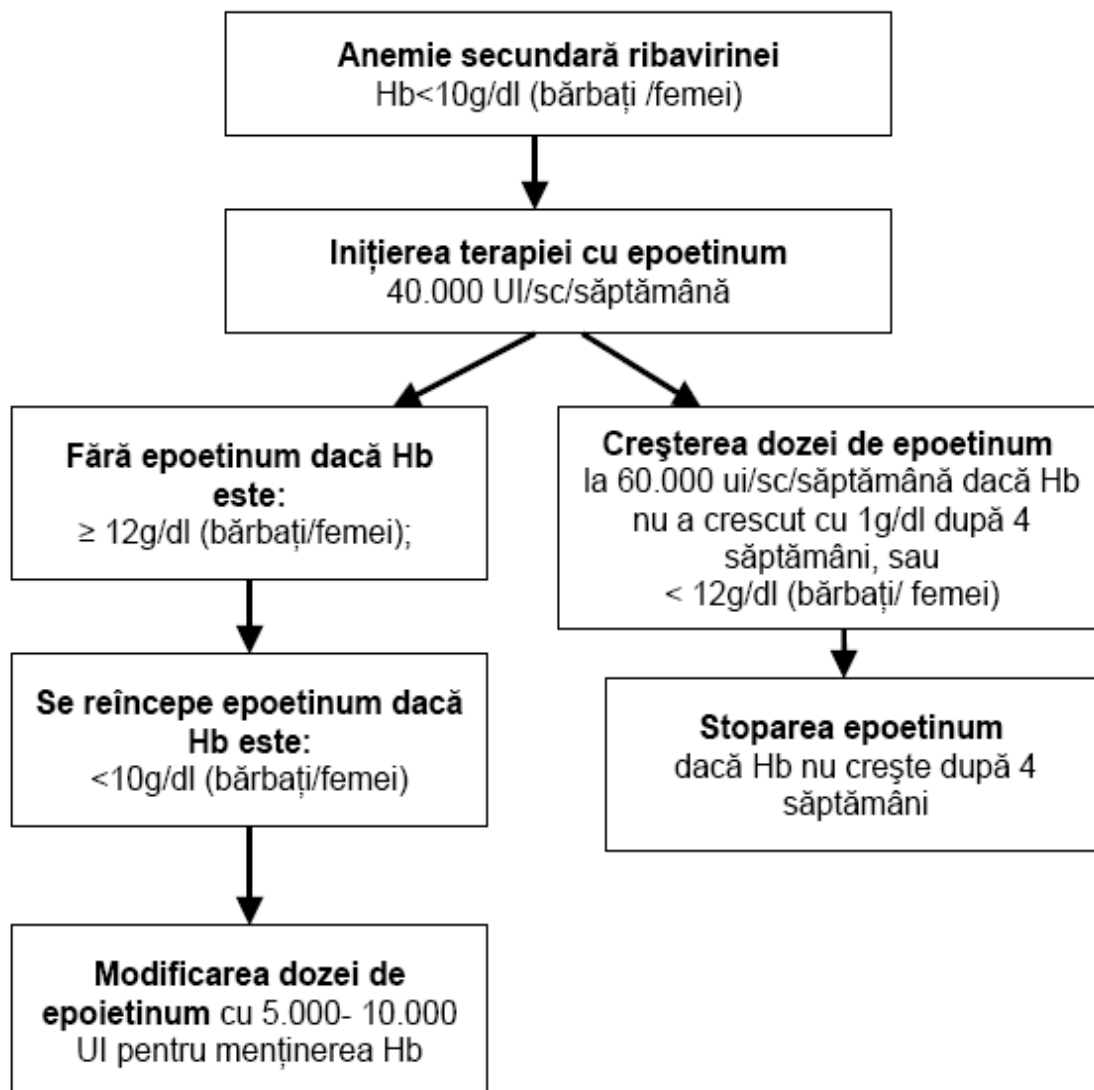 Anemie secundară ribavirinei
Hb<10g/dl (bărbați /femei)
Inițierea terapiei cu epoetinum
40.000 UI/sc/săptămână
Fără epoetinum dacă Hb
este:
≥ 12g/dl (bărbați/femei);
Creşterea dozei de epoetinum
la 60.000 ui/sc/săptămână dacă Hb
nu a crescut cu 1g/dl după 4
săptămâni, sau
< 12g/dl (bărbați/ femei)
Se reîncepe epoetinum dacă
Hb este:
<10g/dl (bărbați/femei)
Stoparea epoetinum
dacă Hb nu creşte după 4
săptămâni
Modificarea dozei de
epoietinum cu 5.000- 10.000
UI pentru menținerea Hb